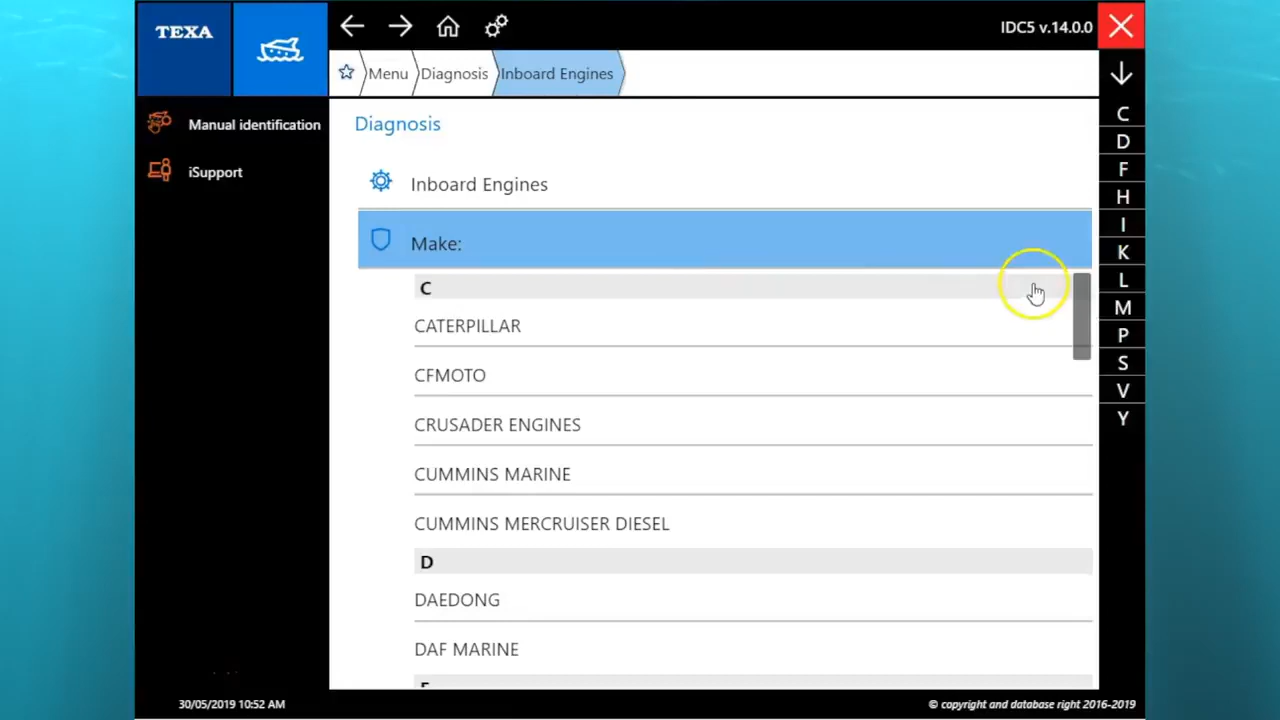 TEXA
IDC5 v.14.0.0
Menu
Diagnosis
Inboard Engines
Manual identification
iSupport
Diagnosis
Inboard Engines
Make:
C
CATERPILLAR
CFMOTO
CRUSADER ENGINES
CUMMINS MARINE
CUMMINS MERCRUISER DIESEL
D
DAEDONG
DAF MARINE
C
D
F
H
I
K
L
M
P
S
V
Y
30/05/2019 10:52 AM
© copyright and database right 2016-2019